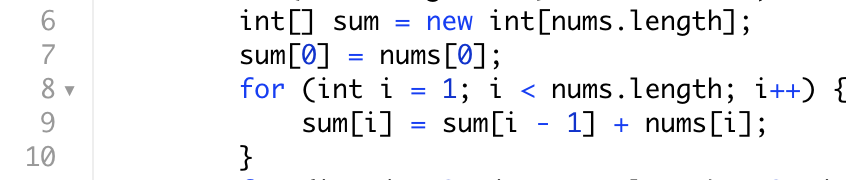 6 int[] sum = new int[nums.length];
7 sum[0] = nums[0];
8 for (int i = 1; i < nums.length; i++) {
9 sum[i] = sum[i - 1] + nums[i];
10 }